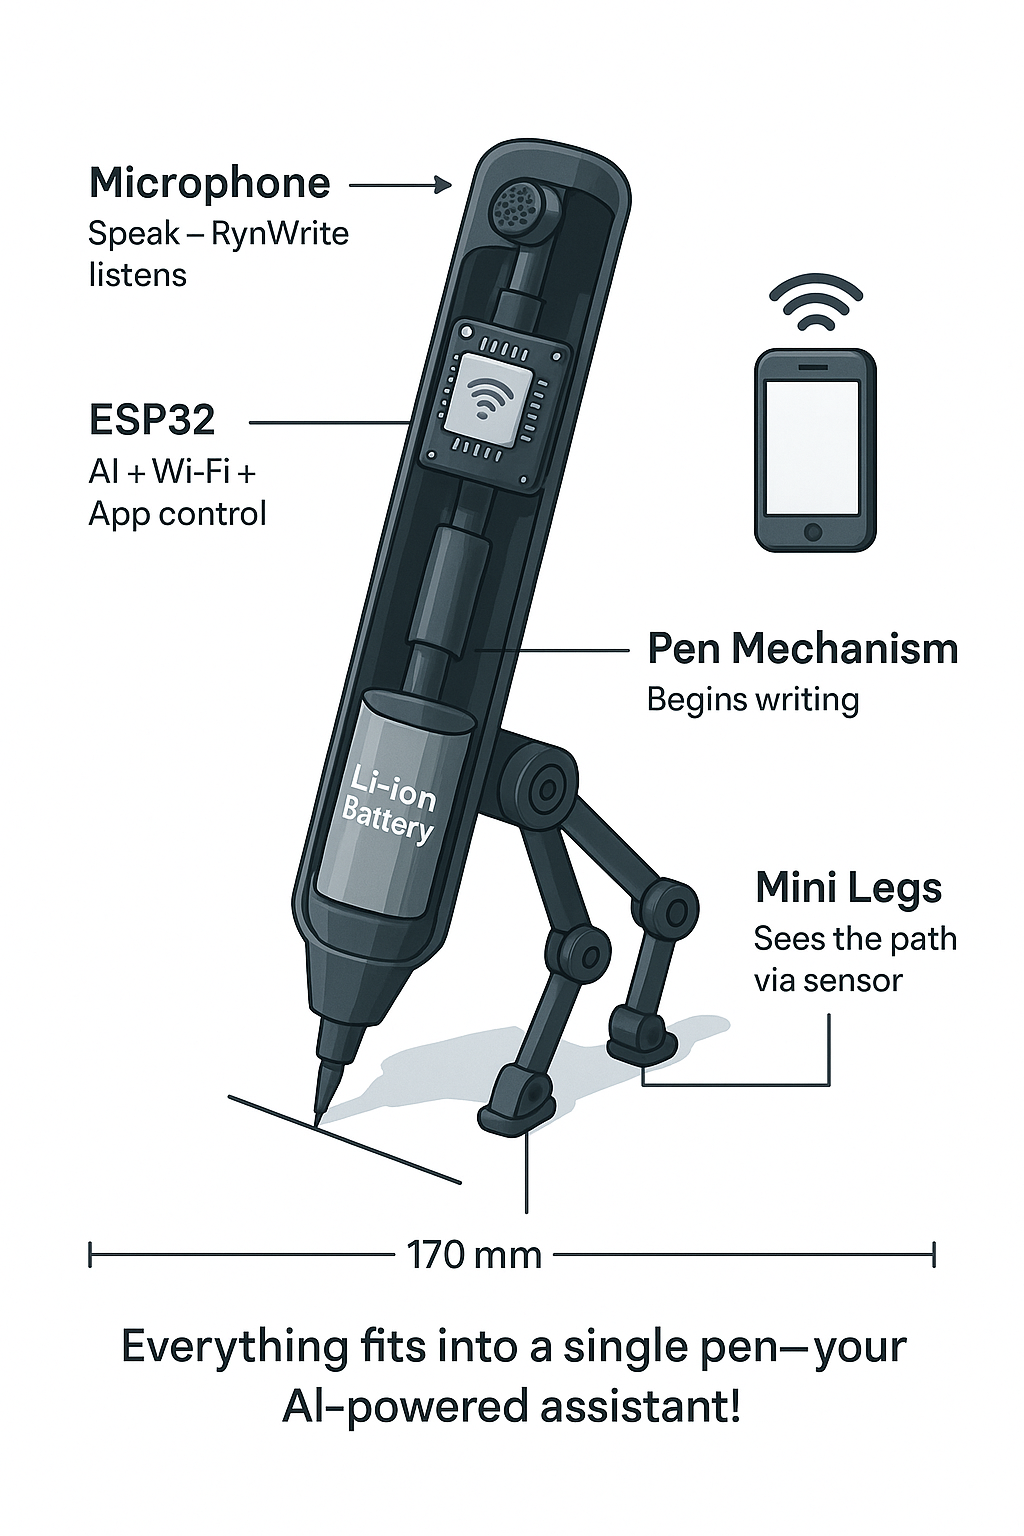 Microphone
Speak – RynWrite
listens
ESP32
AI + Wi-Fi +
App control
Pen Mechanism
Begins writing
Li-ion
Battery
Mini Legs
Sees the path
via sensor
170 mm
Everything fits into a single pen—your
AI-powered assistant!